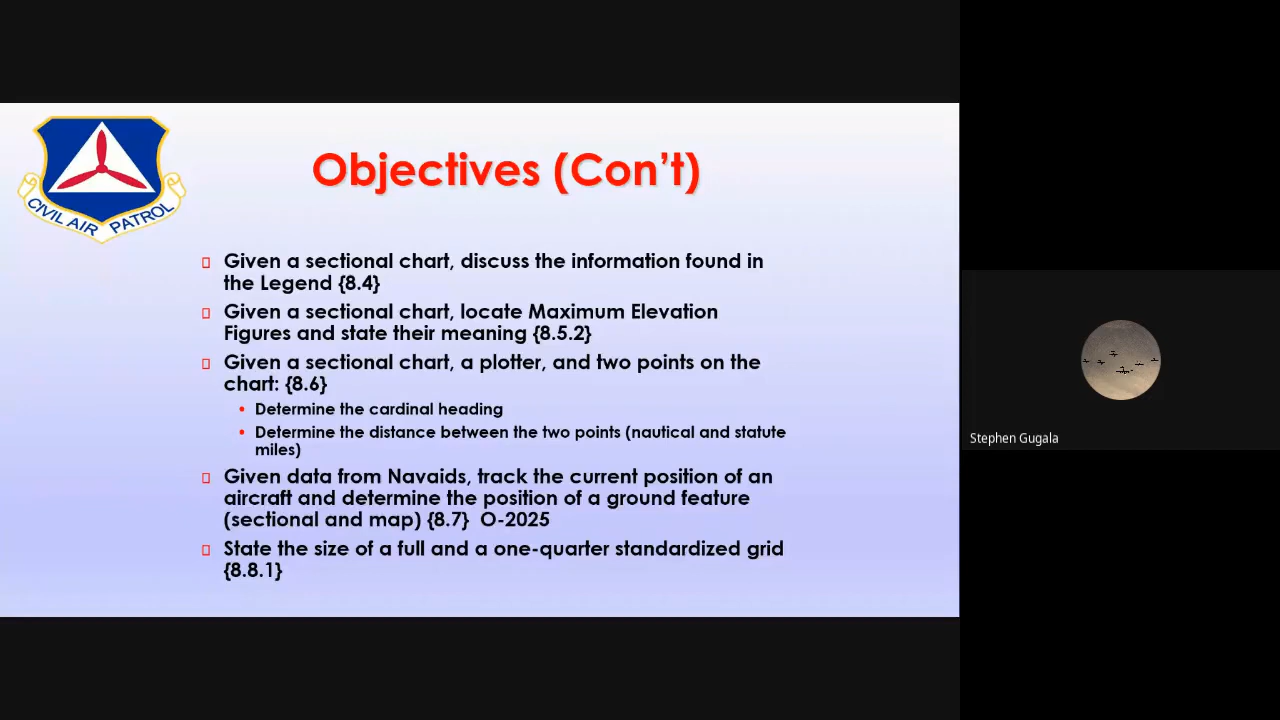 CIVIL AIR PATROL
Objectives (Con’t)
Given a sectional chart, discuss the information found in
the Legend {8.4}
Given a sectional chart, locate Maximum Elevation
Figures and state their meaning {8.5.2}
Given a sectional chart, a plotter, and two points on the
chart: {8.6}
Determine the cardinal heading
Determine the distance between the two points (nautical and statute
miles)
Given data from Navaids, track the current position of an
aircraft and determine the position of a ground feature
(sectional and map) {8.7} O-2025
State the size of a full and a one-quarter standardized grid
{8.8.1}
Stephen Gugala